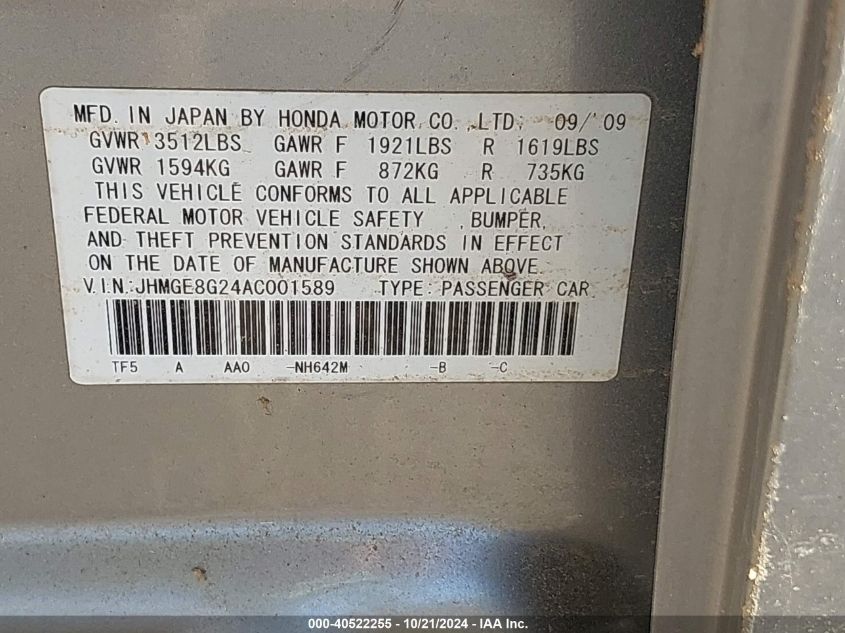 MFD. IN JAPAN BY HONDA MOTOR CO. LTD. 09/ 09
GVWR 3512LBS GAWR F 1921LBS R 1619LBS
GVWR 1594KG GAWR F 872KG R 735KG
THIS VEHICLE CONFORMS TO ALL APPLICABLE
FEDERAL MOTOR VEHICLE SAFETY , BUMPER,
AND THEFT PREVENTION STANDARDS IN EFFECT
ON THE DATE OF MANUFACTURE SHOWN ABOVE.
V.I.N: JHMGE8G24AC001589 TYPE: PASSENGER CAR
TF5 A AAO -NH642M -B -C
000-40522255 - 10/21/2024 - IAA Inc.